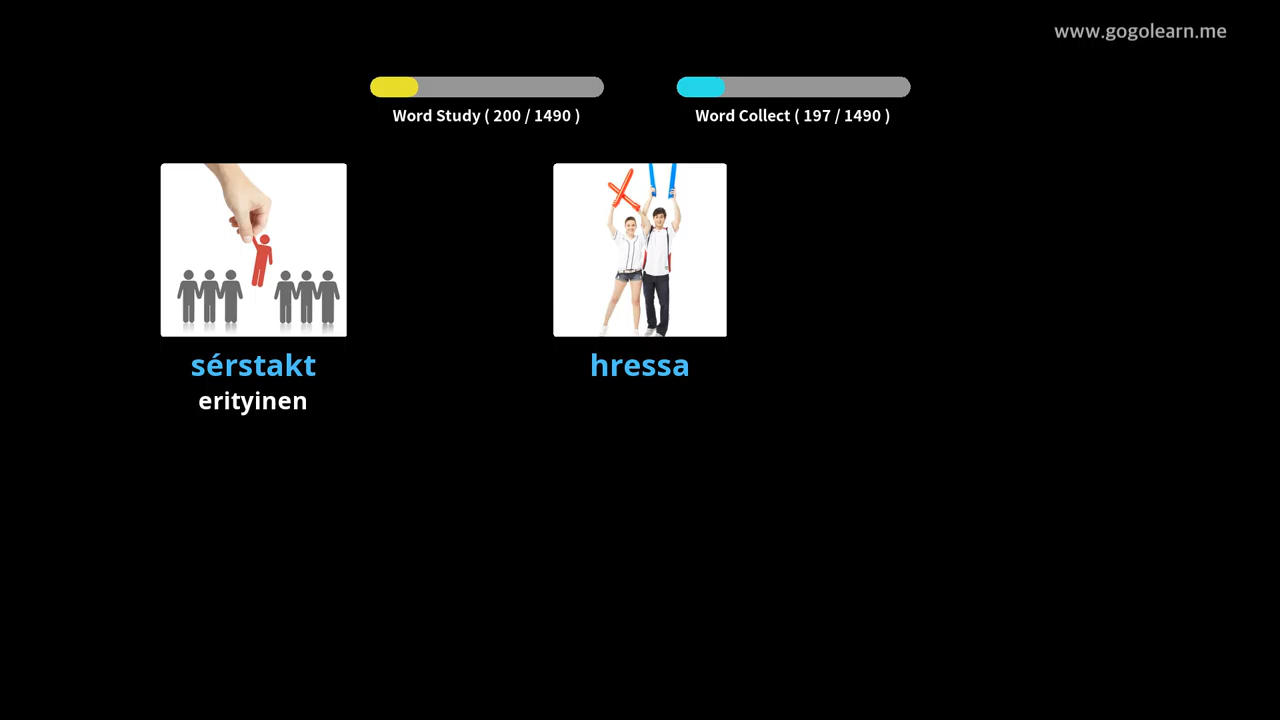 www.gogolearn.me
Word Study ( 200 / 1490 )
Word Collect ( 197 / 1490 )
sérstakt
erityinen
hressa